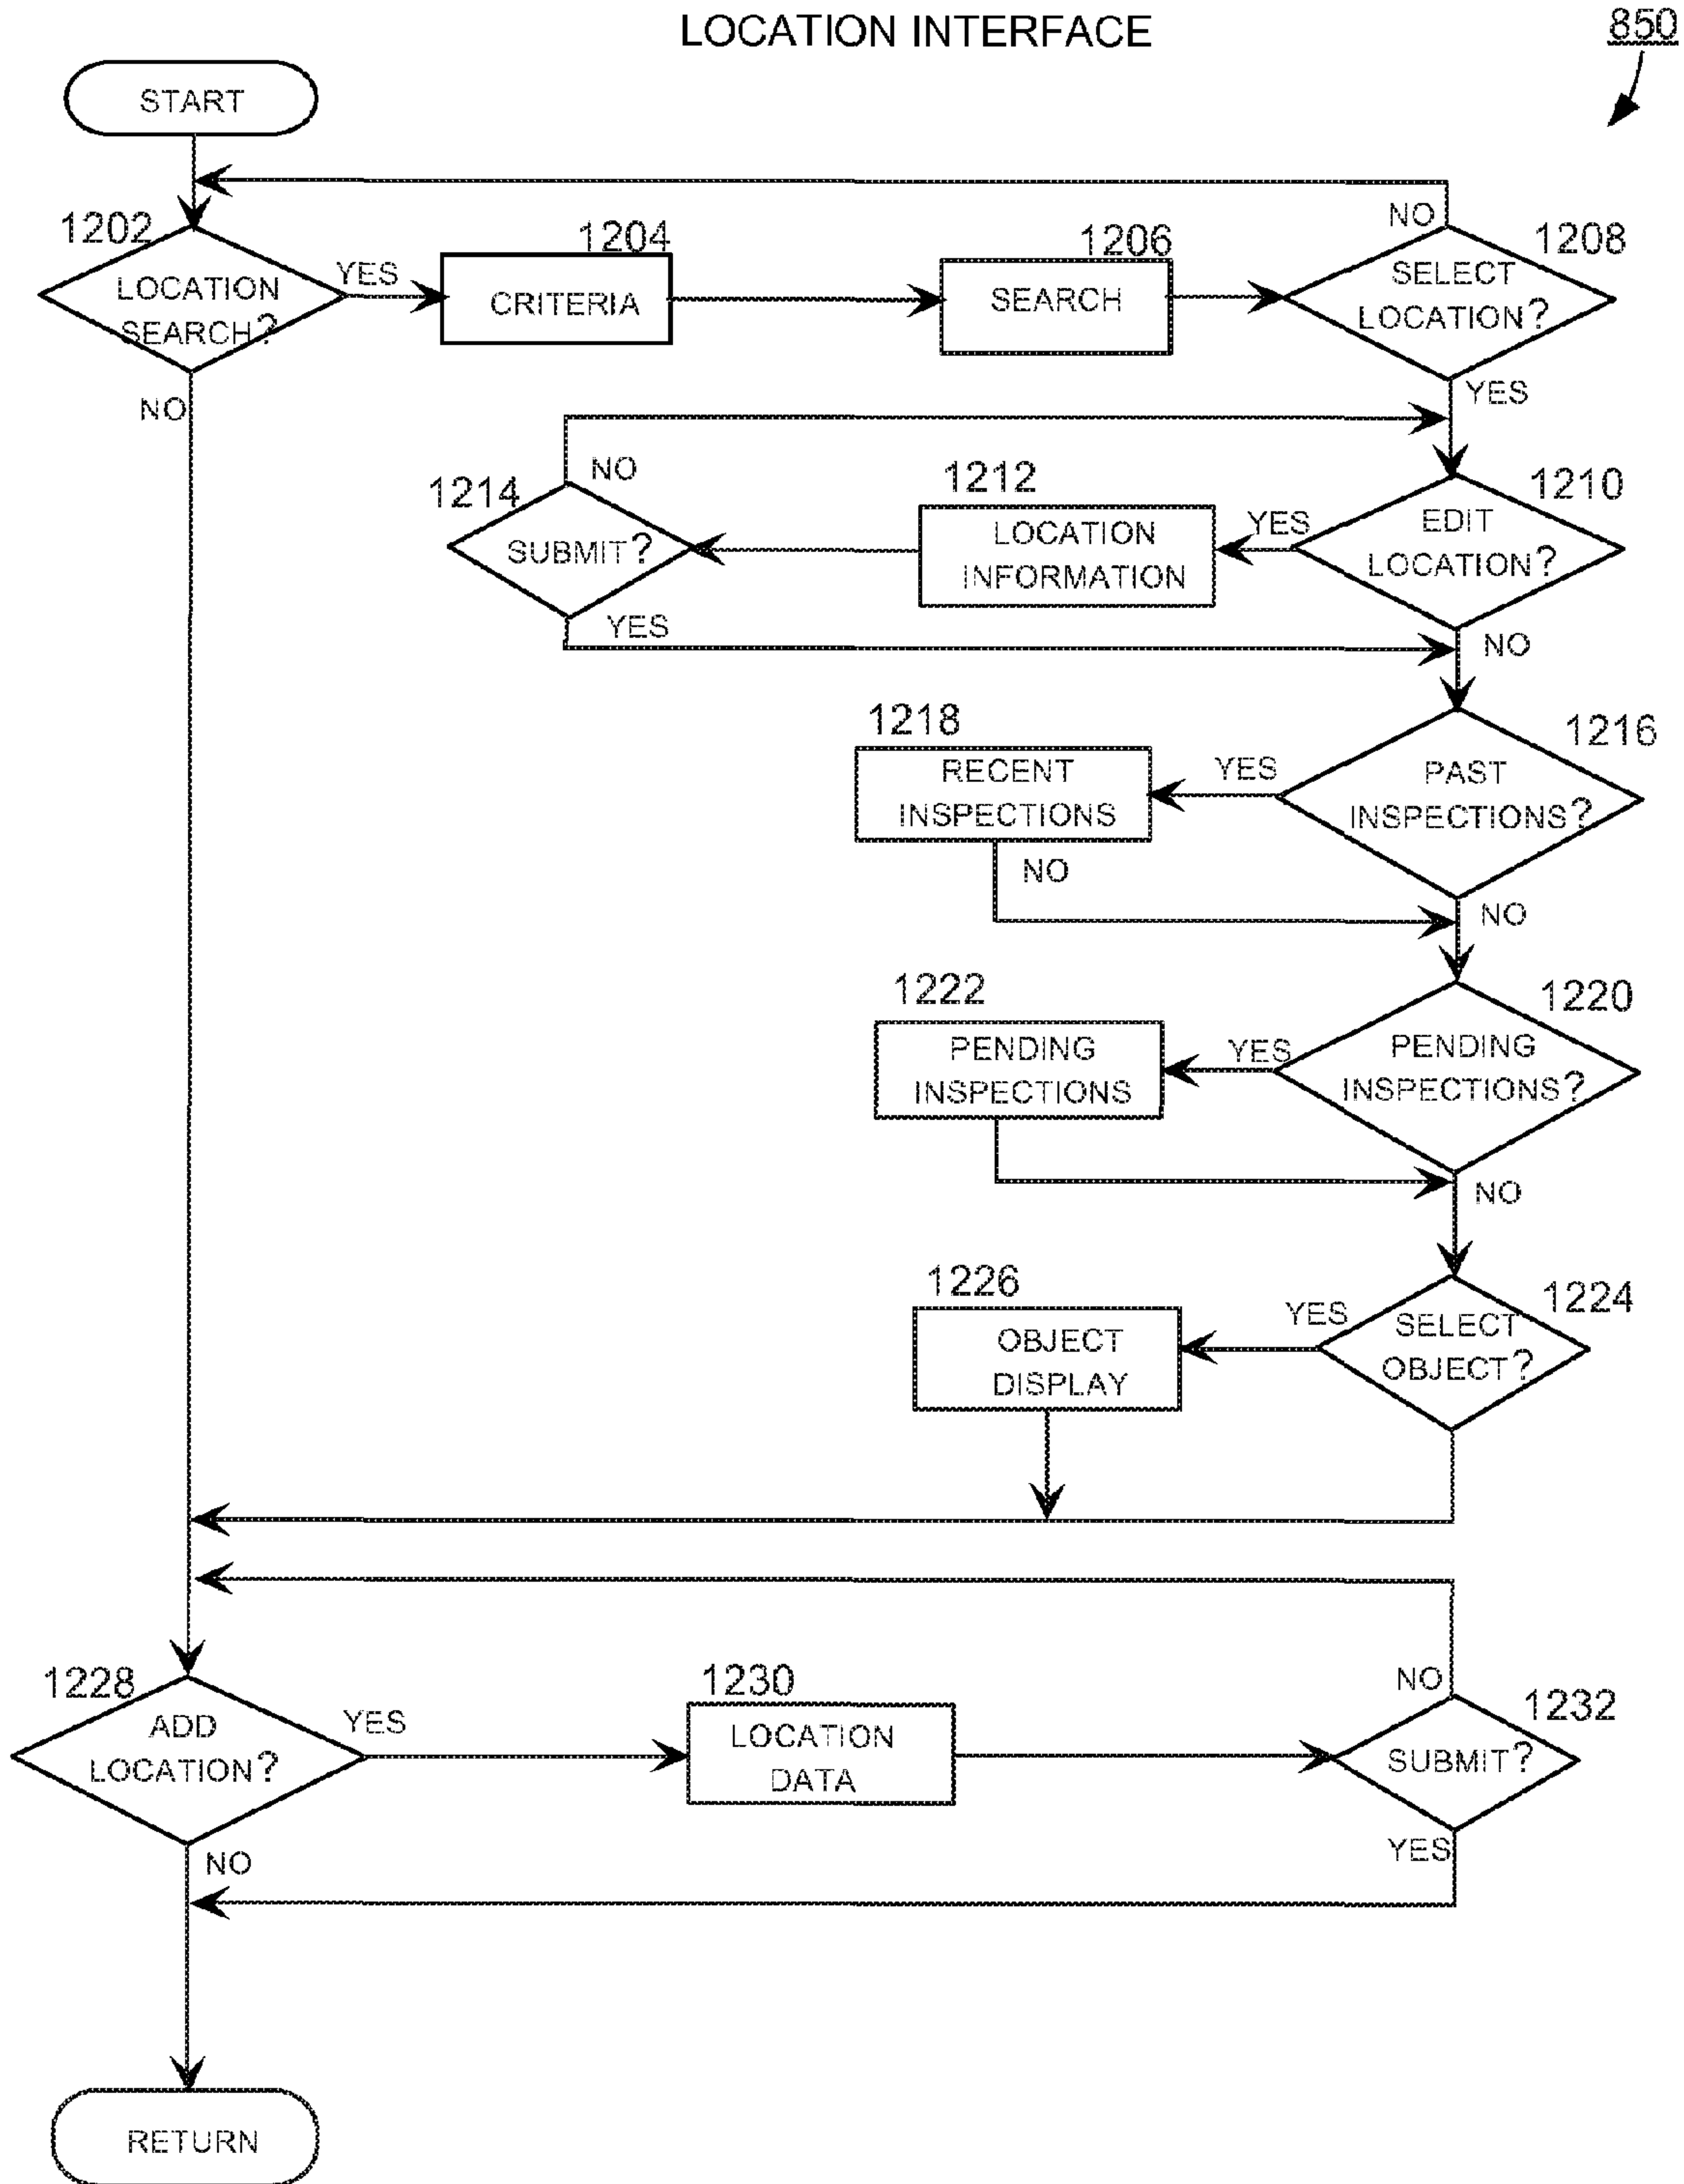 LOCATION INTERFACE
850
START
1202
LOCATION
SEARCH?
YES
NO
1204
CRITERIA
1206
SEARCH
1208
SELECT
LOCATION?
NO
YES
1210
EDIT
LOCATION?
YES
NO
1212
LOCATION
INFORMATION
1214
SUBMIT?
NO
YES
1216
PAST
INSPECTIONS?
YES
NO
1218
RECENT
INSPECTIONS
NO
1220
PENDING
INSPECTIONS?
YES
NO
1222
PENDING
INSPECTIONS
1224
SELECT
OBJECT?
YES
1226
OBJECT
DISPLAY
1228
ADD
LOCATION?
YES
NO
1230
LOCATION
DATA
1232
SUBMIT?
NO
YES
RETURN